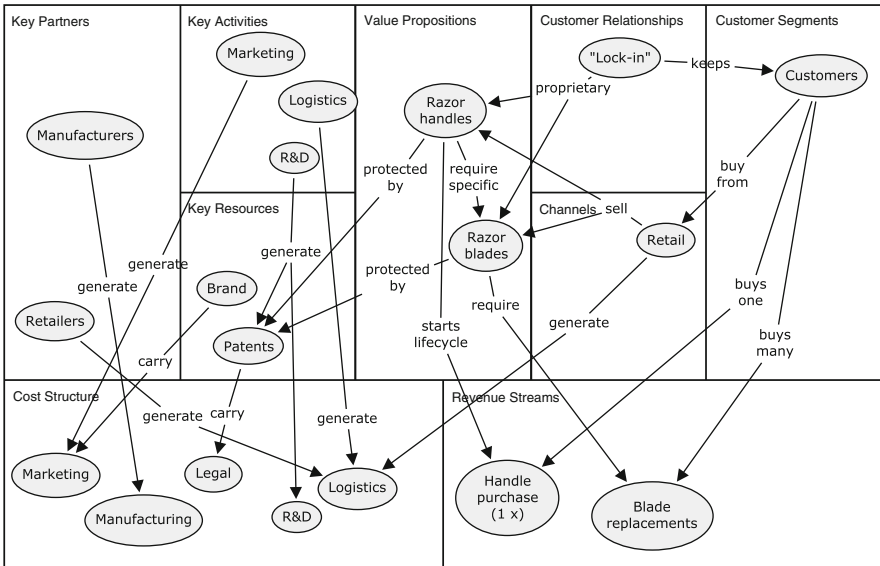 Key Partners
Key Activities
Value Propositions
Customer Relationships
Customer Segments
Marketing
"Lock-in"
keeps
Customers
Logistics
proprietary
Razor
handles
Manufacturers
R&D
protected
by
require
specific
buy
from
Key Resources
Channels
sell
Razor
blades
Retail
generate
generate
generate
protected
by
Brand
require
buys
one
Retailers
starts
lifecycle
generate
Patents
buys
many
carry
Cost Structure
Revenue Streams
generate
carry
generate
Marketing
Legal
Logistics
Handle
purchase
(1 x)
Manufacturing
R&D
Blade
replacements